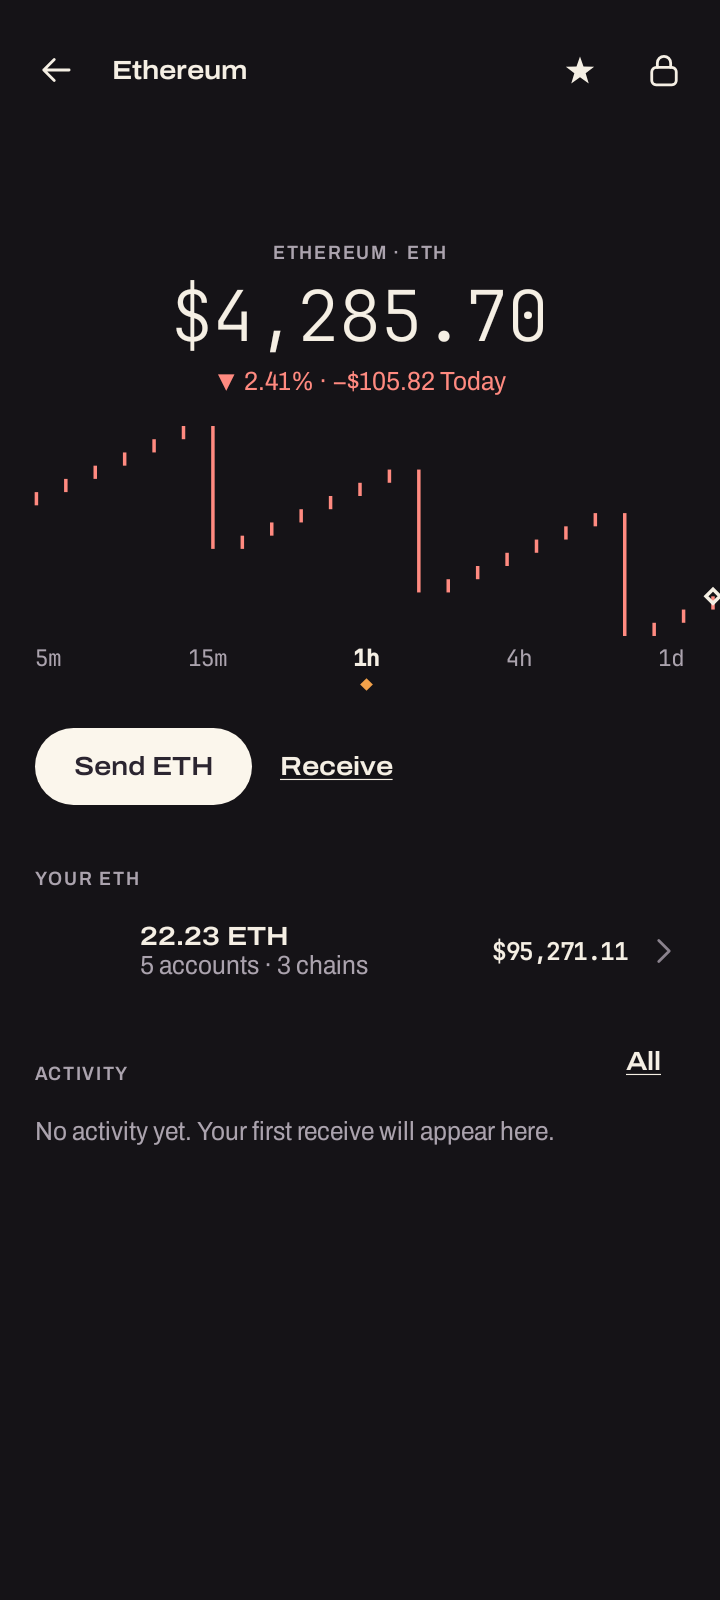 Ethereum
ETHEREUM · ETH
$4,285.70
▼ 2.41% · −$105.82 Today
5m 15m 1h 4h 1d
Send ETH Receive
YOUR ETH
22.23 ETH
5 accounts · 3 chains
$95,271.11
ACTIVITY
All
No activity yet. Your first receive will appear here.